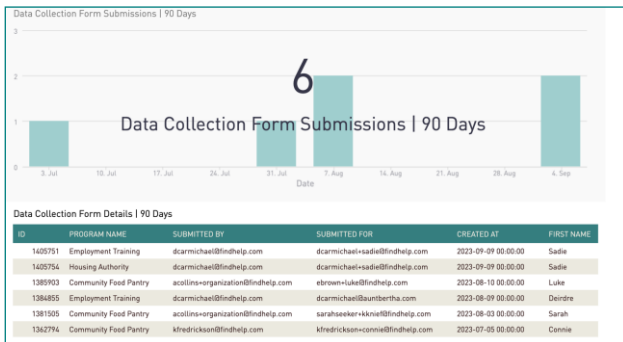 Data Collection Form Submissions | 90 Days
3
6
2
Data Collection Form Submissions | 90 Days
1
0
3. Jul 10. Jul 17. Jul 24. Jul 31. Jul 7. Aug 14. Aug 21. Aug 28. Aug 4. Sep
Date
Data Collection Form Details | 90 Days
ID PROGRAM NAME SUBMITTED BY SUBMITTED FOR CREATED AT FIRST NAME
1405751 Employment Training dcarmichael@findhelp.com dcarmichael+sadie@findhelp.com 2023-09-09 00:00:00 Sadie
1405754 Housing Authority dcarmichael@findhelp.com dcarmichael+sadie@findhelp.com 2023-09-09 00:00:00 Sadie
1385903 Community Food Pantry acollins+organization@findhelp.com ebrown+luke@findhelp.com 2023-08-10 00:00:00 Luke
1384855 Employment Training dcarmichael@findhelp.com dcarmichael@auntbertha.com 2023-08-09 00:00:00 Deirdre
1381505 Community Food Pantry acollins+organization@findhelp.com sarahseeker+kknief@findhelp.com 2023-08-03 00:00:00 Sarah
1362794 Community Food Pantry kfredrickson@findhelp.com kfredrickson+connie@findhelp.com 2023-07-05 00:00:00 Connie